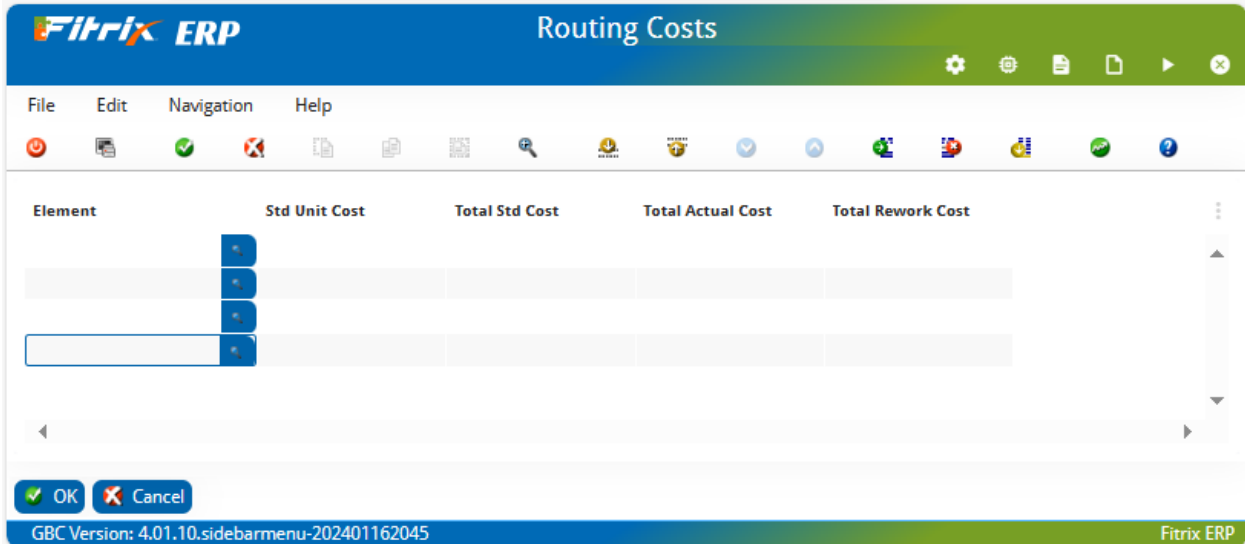 Fitrix ERP
Routing Costs
File Edit Navigation Help
Element Std Unit Cost Total Std Cost Total Actual Cost Total Rework Cost
OK Cancel
GBC Version: 4.01.10.sidebarmenu-202401162045 Fitrix ERP